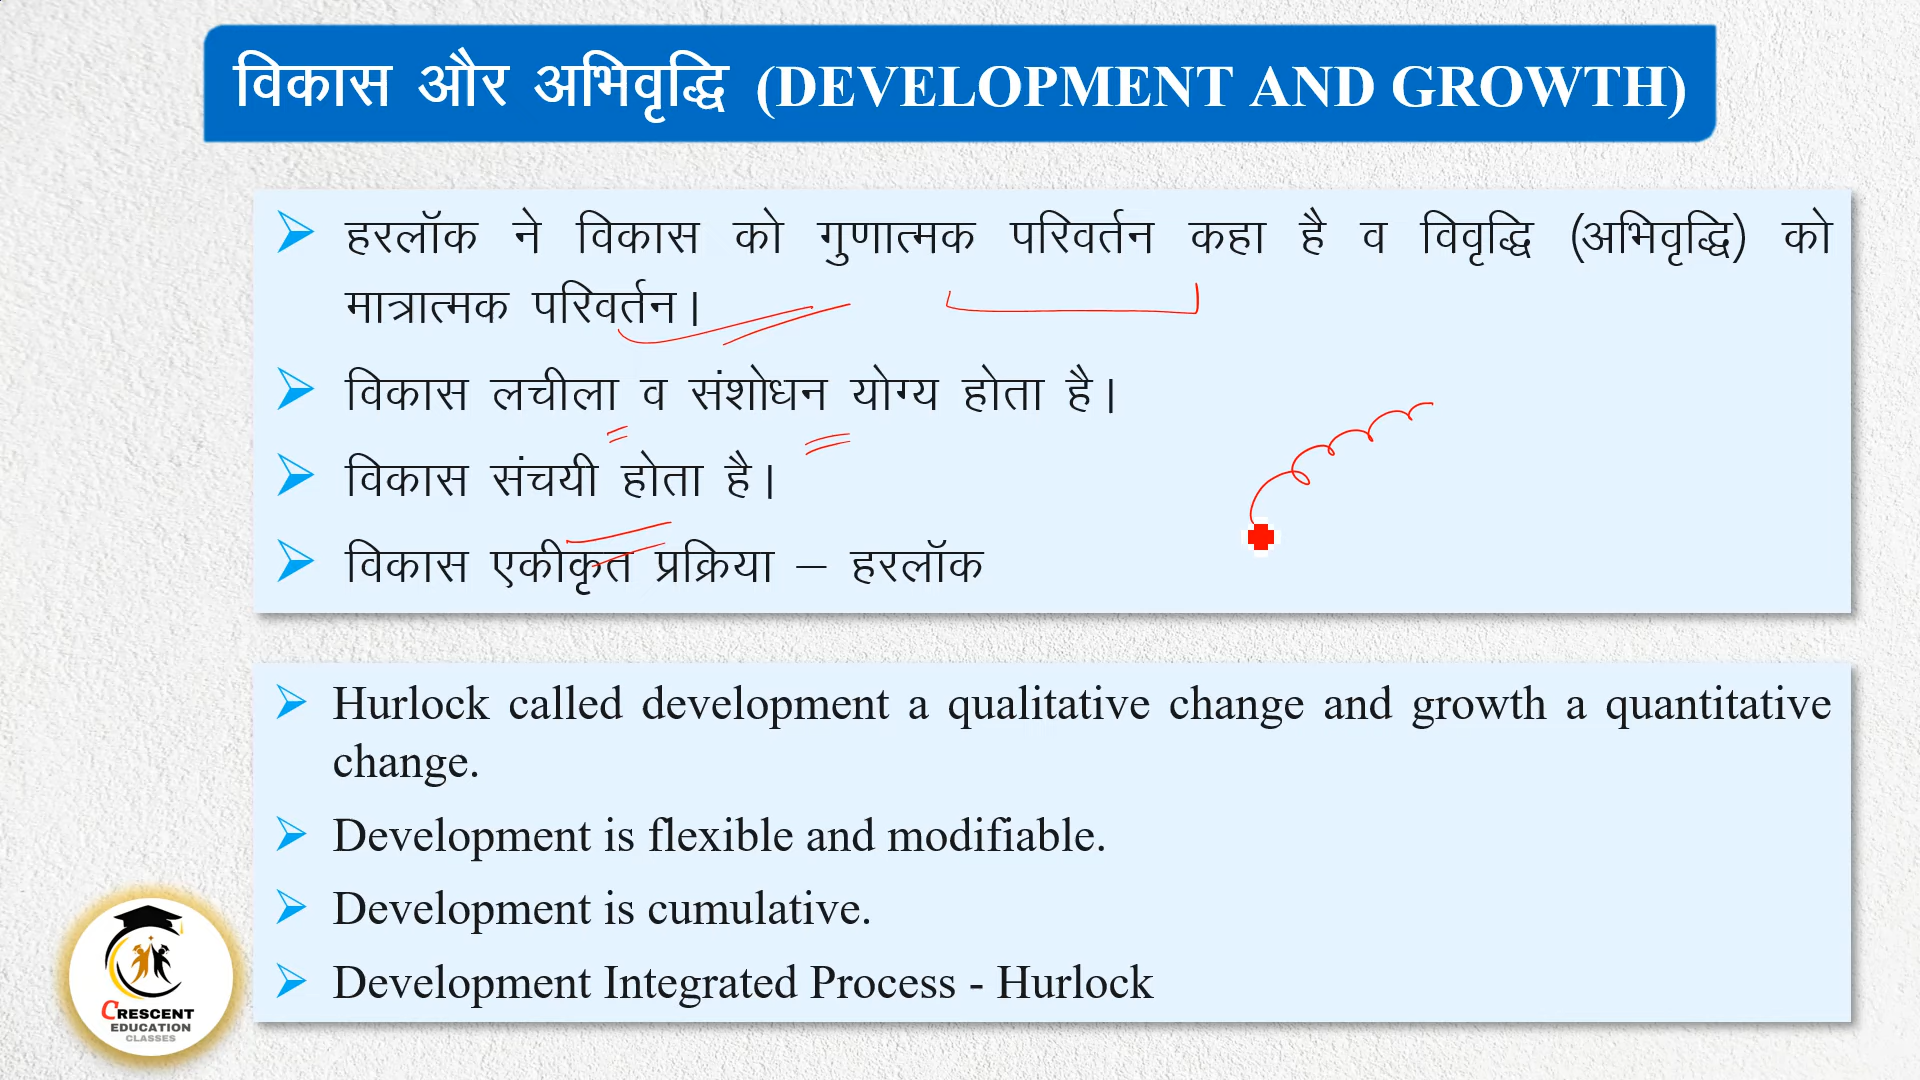 विकास और अभिवृद्धि (DEVELOPMENT AND GROWTH)
हरलॉक ने विकास को गुणात्मक परिवर्तन कहा है व विवृद्धि (अभिवृद्धि) को
मात्रात्मक परिवर्तन।
विकास लचीला व संशोधन योग्य होता है।
विकास संचयी होता है।
विकास एकीकृत प्रक्रिया – हरलॉक
Hurlock called development a qualitative change and growth a quantitative
change.
Development is flexible and modifiable.
Development is cumulative.
Development Integrated Process - Hurlock
CRESCENT
EDUCATION
CLASSES